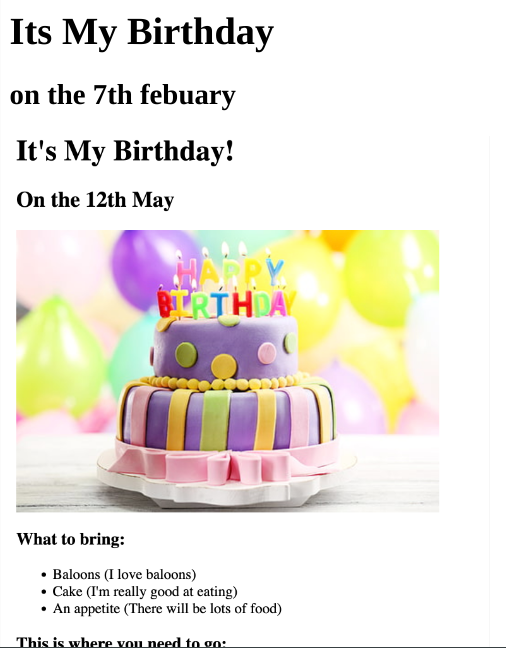 Its My Birthday
on the 7th febuary
It's My Birthday!
On the 12th May
HAPPY
BIRTHDAY
What to bring:
• Baloons (I love baloons)
• Cake (I'm really good at eating)
• An appetite (There will be lots of food)
This is where you need to go: